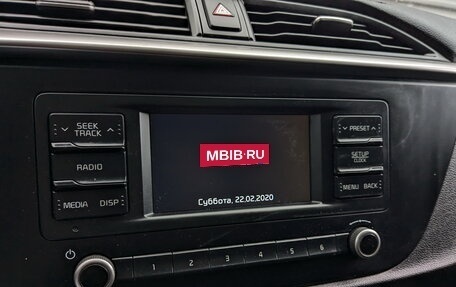 SEEK
TRACK
RADIO
MEDIA DISP
MBIB.RU
Суббота, 22.02.2020
PRESET
SETUP
CLOCK
MENU BACK
1 2 3 4 5 6